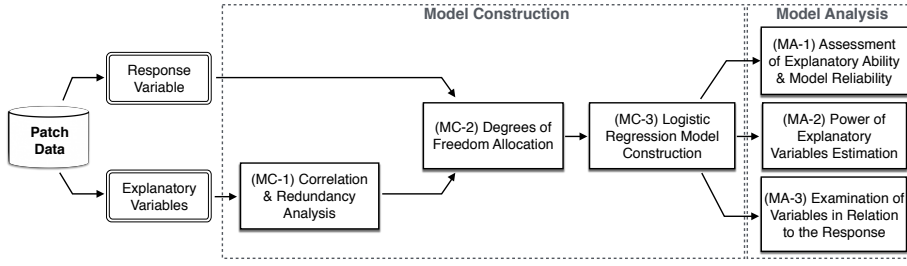 Model Construction
Model Analysis
Patch
Data
Response
Variable
Explanatory
Variables
(MC-1) Correlation
& Redundancy
Analysis
(MC-2) Degrees of
Freedom Allocation
(MC-3) Logistic
Regression Model
Construction
(MA-1) Assessment
of Explanatory Ability
& Model Reliability
(MA-2) Power of
Explanatory
Variables Estimation
(MA-3) Examination of
Variables in Relation
to the Response